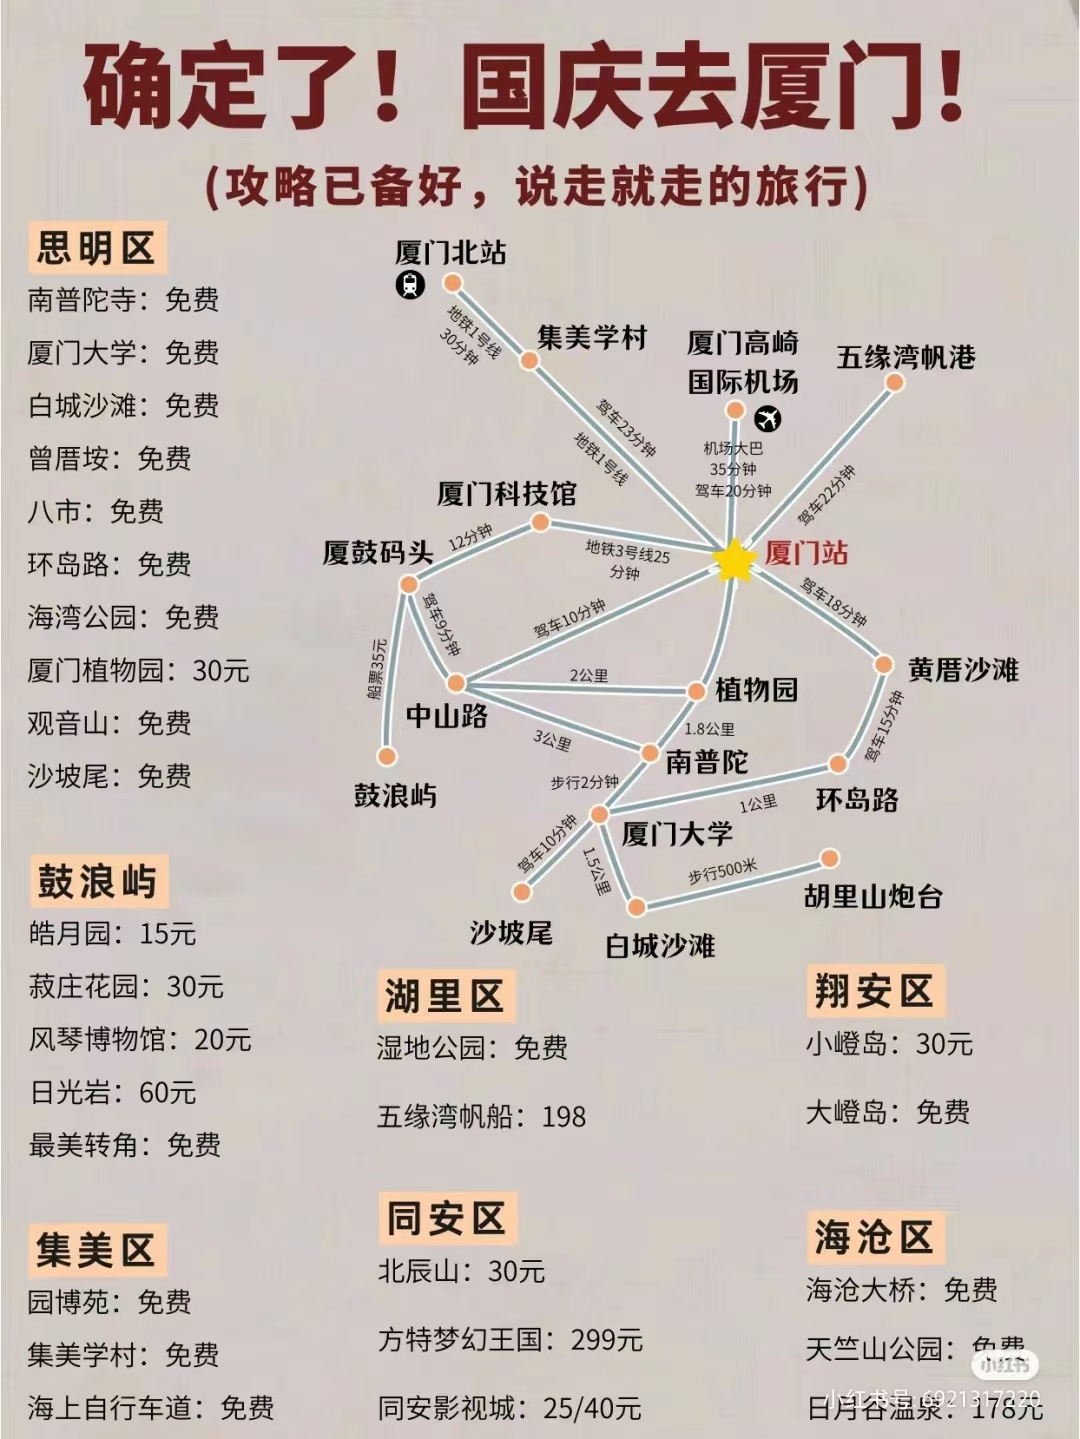 确定了！国庆去厦门！
(攻略已备好，说走就走的旅行)
思明区
南普陀寺：免费
厦门大学：免费
白城沙滩：免费
曾厝垵：免费
八市：免费
环岛路：免费
海湾公园：免费
厦门植物园：30元
观音山：免费
沙坡尾：免费
厦门北站
地铁1号线
30分钟
集美学村
驾车23分钟
地铁1号线
厦门高崎
国际机场
机场大巴
35分钟
驾车20分钟
五缘湾帆港
驾车22分钟
厦门科技馆
12分钟
地铁3号线25
分钟
厦鼓码头
厦门站
驾车9分钟
驾车10分钟
驾车18分钟
船票35元
2公里
植物园
黄厝沙滩
中山路
3公里
1.8公里
驾车15分钟
南普陀
步行2分钟
鼓浪屿
1公里
环岛路
厦门大学
驾车10分钟
1.5公里
步行500米
胡里山炮台
沙坡尾
白城沙滩
鼓浪屿
皓月园：15元
菽庄花园：30元
风琴博物馆：20元
日光岩：60元
最美转角：免费
湖里区
湿地公园：免费
五缘湾帆船：198
翔安区
小嶝岛：30元
大嶝岛：免费
集美区
园博苑：免费
集美学村：免费
海上自行车道：免费
同安区
北辰山：30元
方特梦幻王国：299元
同安影视城：25/40元
海沧区
海沧大桥：免费
天竺山公园：免费
日月谷温泉：178元
小红书
小红书号:6921317220